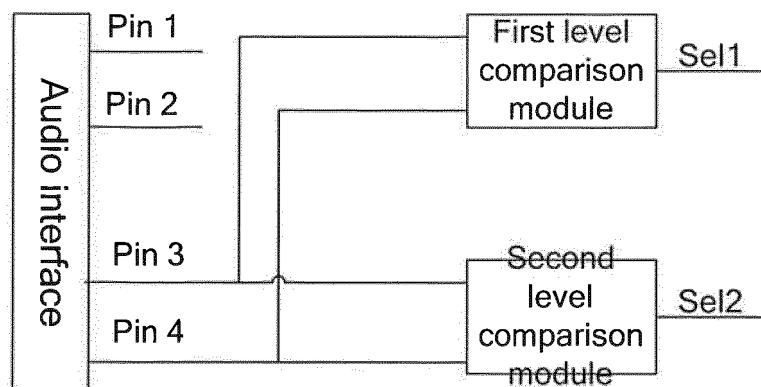 Audio interface
Pin 1
Pin 2
Pin 3
Pin 4
First level
comparison
module
Sel1
Second
level
comparison
module
Sel2